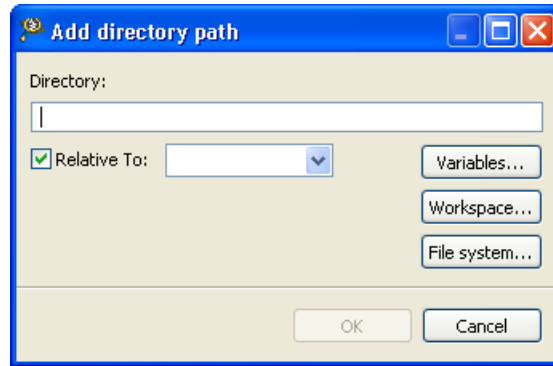 Add directory path
Directory:
Relative To:
Variables...
Workspace...
File system...
OK
Cancel